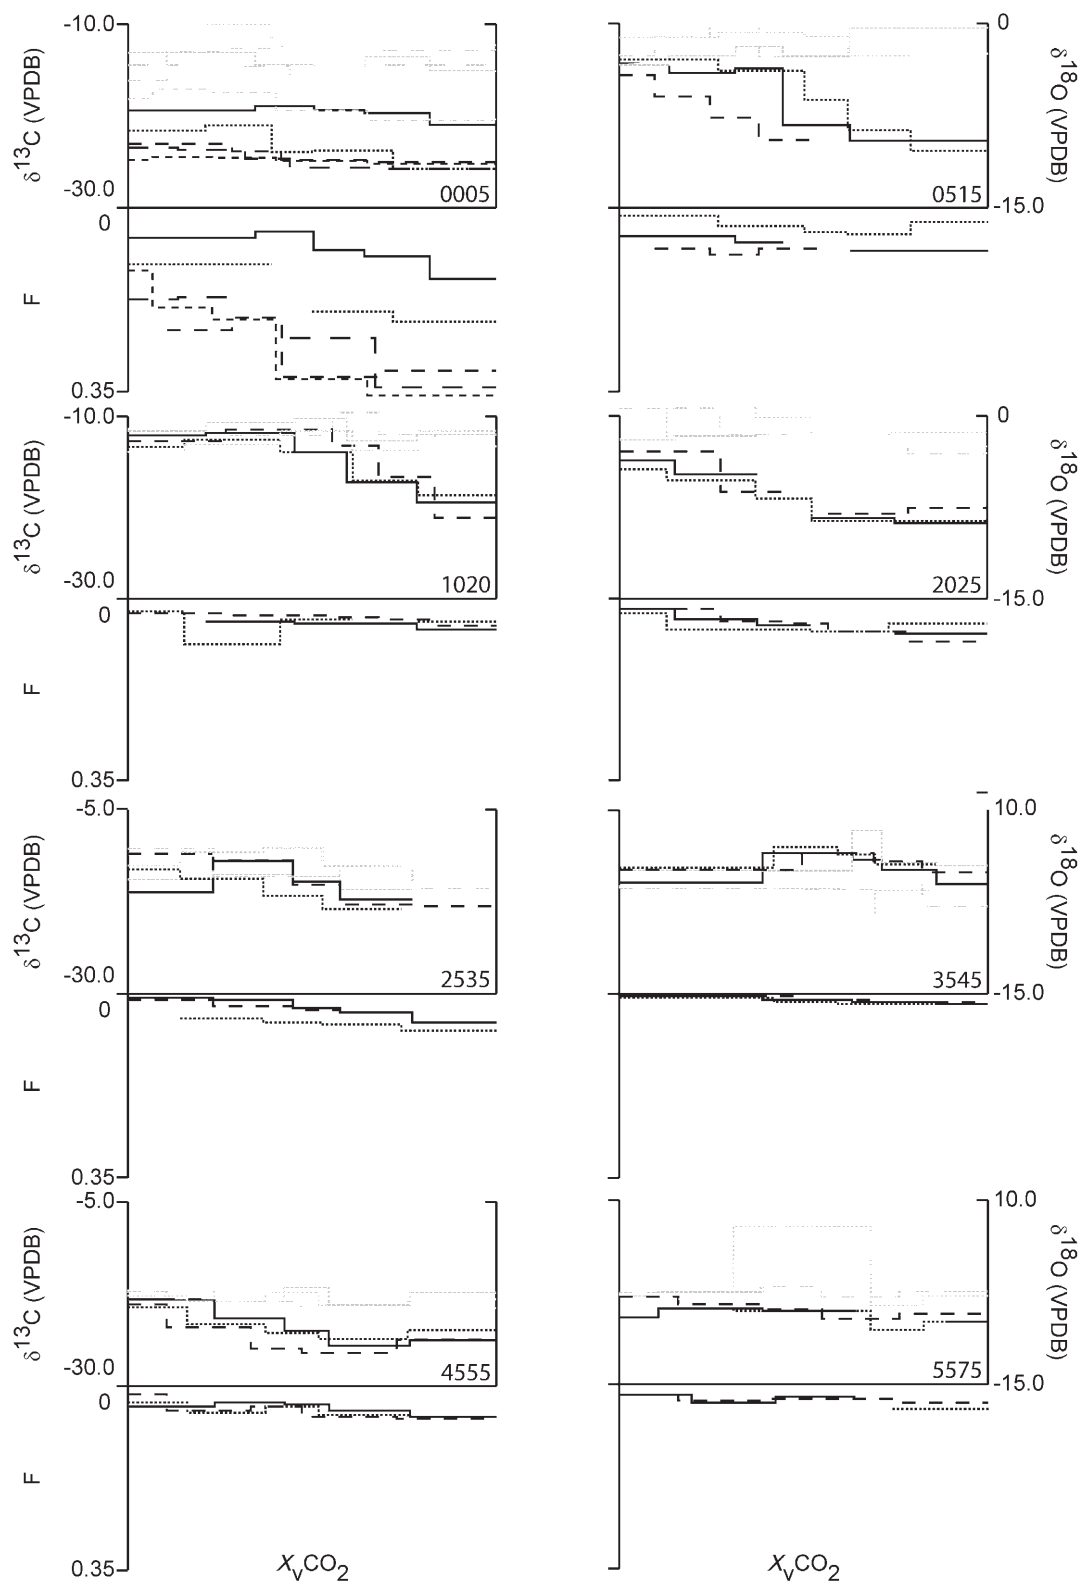 -10.0
0
δ13C (VPDB)
δ18O (VPDB)
-30.0
0005
0515
-15.0
0
F
0.35
-10.0
0
δ13C (VPDB)
δ18O (VPDB)
-30.0
1020
2025
-15.0
0
F
0.35
-5.0
10.0
δ13C (VPDB)
δ18O (VPDB)
-30.0
2535
3545
-15.0
0
F
0.35
-5.0
10.0
δ13C (VPDB)
δ18O (VPDB)
-30.0
4555
5575
-15.0
0
F
0.35
XvCO2
XvCO2